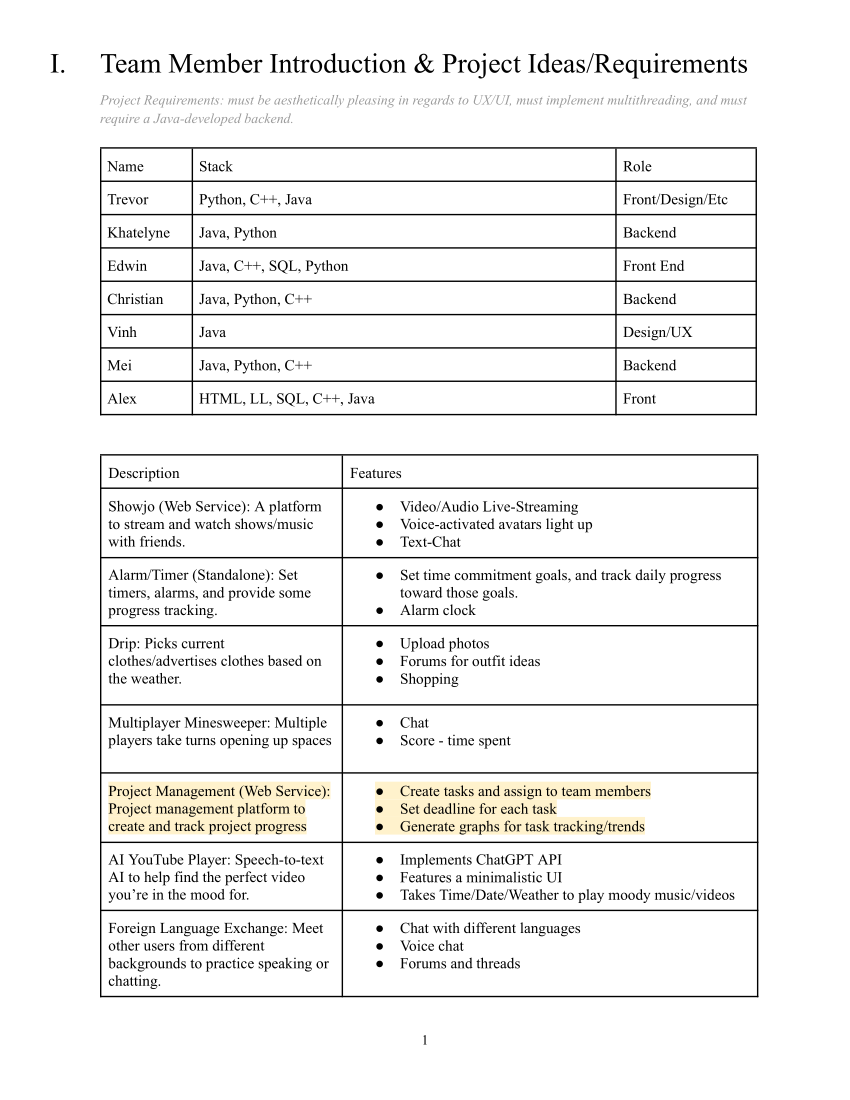 I. Team Member Introduction & Project Ideas/Requirements
Project Requirements: must be aesthetically pleasing in regards to UX/UI, must implement multithreading, and must
require a Java-developed backend.
Name Stack Role
Trevor Python, C++, Java Front/Design/Etc
Khatelyne Java, Python Backend
Edwin Java, C++, SQL, Python Front End
Christian Java, Python, C++ Backend
Vinh Java Design/UX
Mei Java, Python, C++ Backend
Alex HTML, LL, SQL, C++, Java Front
Description Features
Showjo (Web Service): A platform
to stream and watch shows/music
with friends.
● Video/Audio Live-Streaming
● Voice-activated avatars light up
● Text-Chat
Alarm/Timer (Standalone): Set
timers, alarms, and provide some
progress tracking.
● Set time commitment goals, and track daily progress
toward those goals.
● Alarm clock
Drip: Picks current
clothes/advertises clothes based on
the weather.
● Upload photos
● Forums for outfit ideas
● Shopping
Multiplayer Minesweeper: Multiple
players take turns opening up spaces
● Chat
● Score - time spent
Project Management (Web Service):
Project management platform to
create and track project progress
● Create tasks and assign to team members
● Set deadline for each task
● Generate graphs for task tracking/trends
AI YouTube Player: Speech-to-text
AI to help find the perfect video
you’re in the mood for.
● Implements ChatGPT API
● Features a minimalistic UI
● Takes Time/Date/Weather to play moody music/videos
Foreign Language Exchange: Meet
other users from different
backgrounds to practice speaking or
chatting.
● Chat with different languages
● Voice chat
● Forums and threads
1